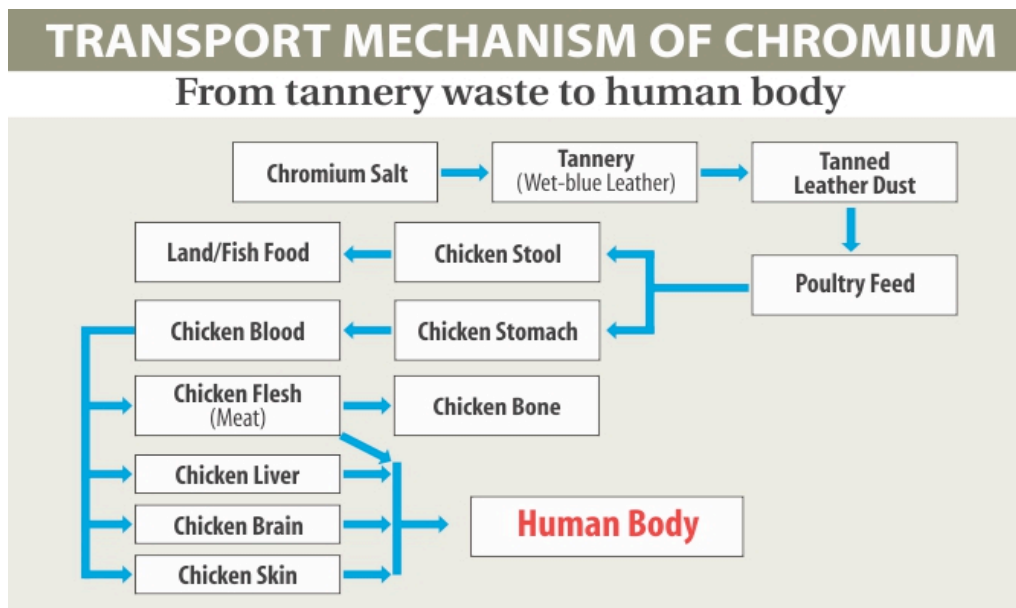 TRANSPORT MECHANISM OF CHROMIUM
From tannery waste to human body
Chromium Salt
Tannery
(Wet-blue Leather)
Tanned
Leather Dust
Land/Fish Food
Chicken Stool
Poultry Feed
Chicken Blood
Chicken Stomach
Chicken Flesh
(Meat)
Chicken Bone
Chicken Liver
Chicken Brain
Human Body
Chicken Skin